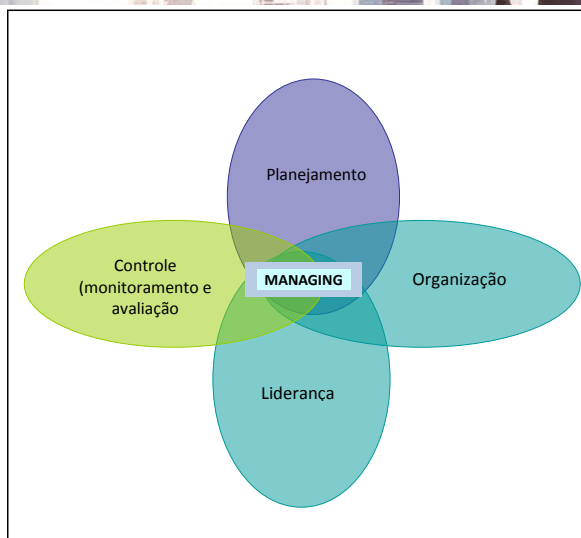 Planejamento
Controle
(monitoramento e
avaliação
MANAGING
Organização
Liderança